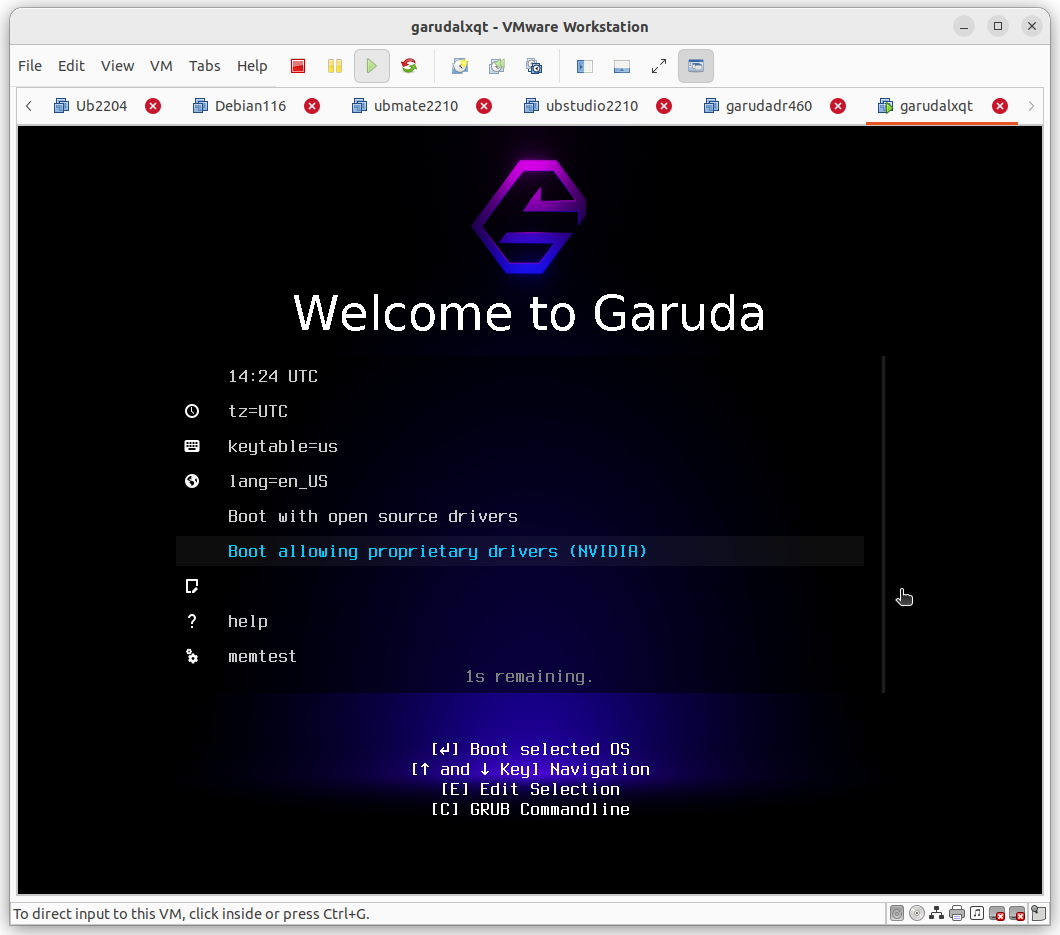 garudalxqt - VMware Workstation
File Edit View VM Tabs Help
Ub2204 Debian116 ubmate2210 ubstudio2210 garudadr460 garudalxqt
Welcome to Garuda
14:24 UTC
tz=UTC
keytable=us
lang=en_US
Boot with open source drivers
Boot allowing proprietary drivers (NVIDIA)
? help
memtest
1s remaining.
[↲] Boot selected OS
[↑ and ↓ Key] Navigation
[E] Edit Selection
[C] GRUB Commandline
To direct input to this VM, click inside or press Ctrl+G.